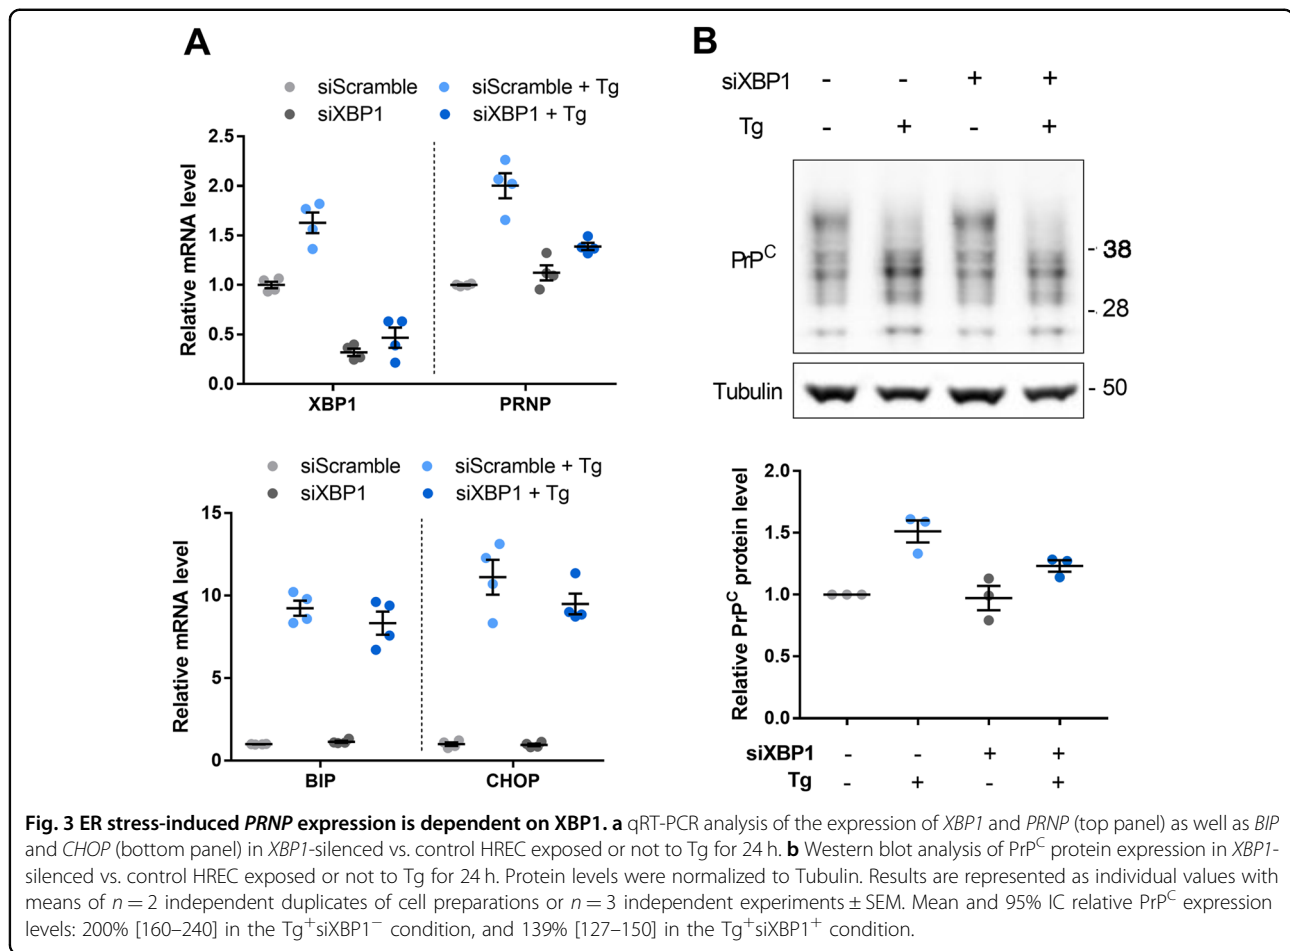 A
siScramble
siScramble + Tg
siXBP1
siXBP1 + Tg
Relative mRNA level
2.5
2.0
1.5
1.0
0.5
0.0
XBP1
PRNP
siScramble
siScramble + Tg
siXBP1
siXBP1 + Tg
Relative mRNA level
15
10
5
0
BIP
CHOP
B
siXBP1 - - + +
Tg - + - +
PrPᶜ
- 38
- 28
Tubulin
- 50
Relative PrPᶜ protein level
2.0
1.5
1.0
0.5
0.0
siXBP1 - - + +
Tg - + - +
Fig. 3 ER stress-induced PRNP expression is dependent on XBP1. a qRT-PCR analysis of the expression of XBP1 and PRNP (top panel) as well as BIP
and CHOP (bottom panel) in XBP1-silenced vs. control HREC exposed or not to Tg for 24 h. b Western blot analysis of PrPᶜ protein expression in XBP1-
silenced vs. control HREC exposed or not to Tg for 24 h. Protein levels were normalized to Tubulin. Results are represented as individual values with
means of n = 2 independent duplicates of cell preparations or n = 3 independent experiments ± SEM. Mean and 95% IC relative PrPᶜ expression
levels: 200% [160–240] in the Tg⁺siXBP1⁻ condition, and 139% [127–150] in the Tg⁺siXBP1⁺ condition.